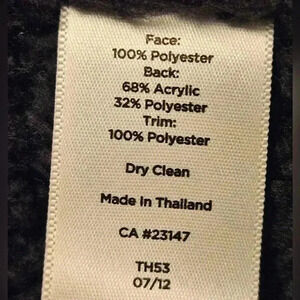 Face:
100% Polyester
Back:
68% Acrylic
32% Polyester
Trim:
100% Polyester
Dry Clean
Made In Thailand
CA #23147
TH53
07/12